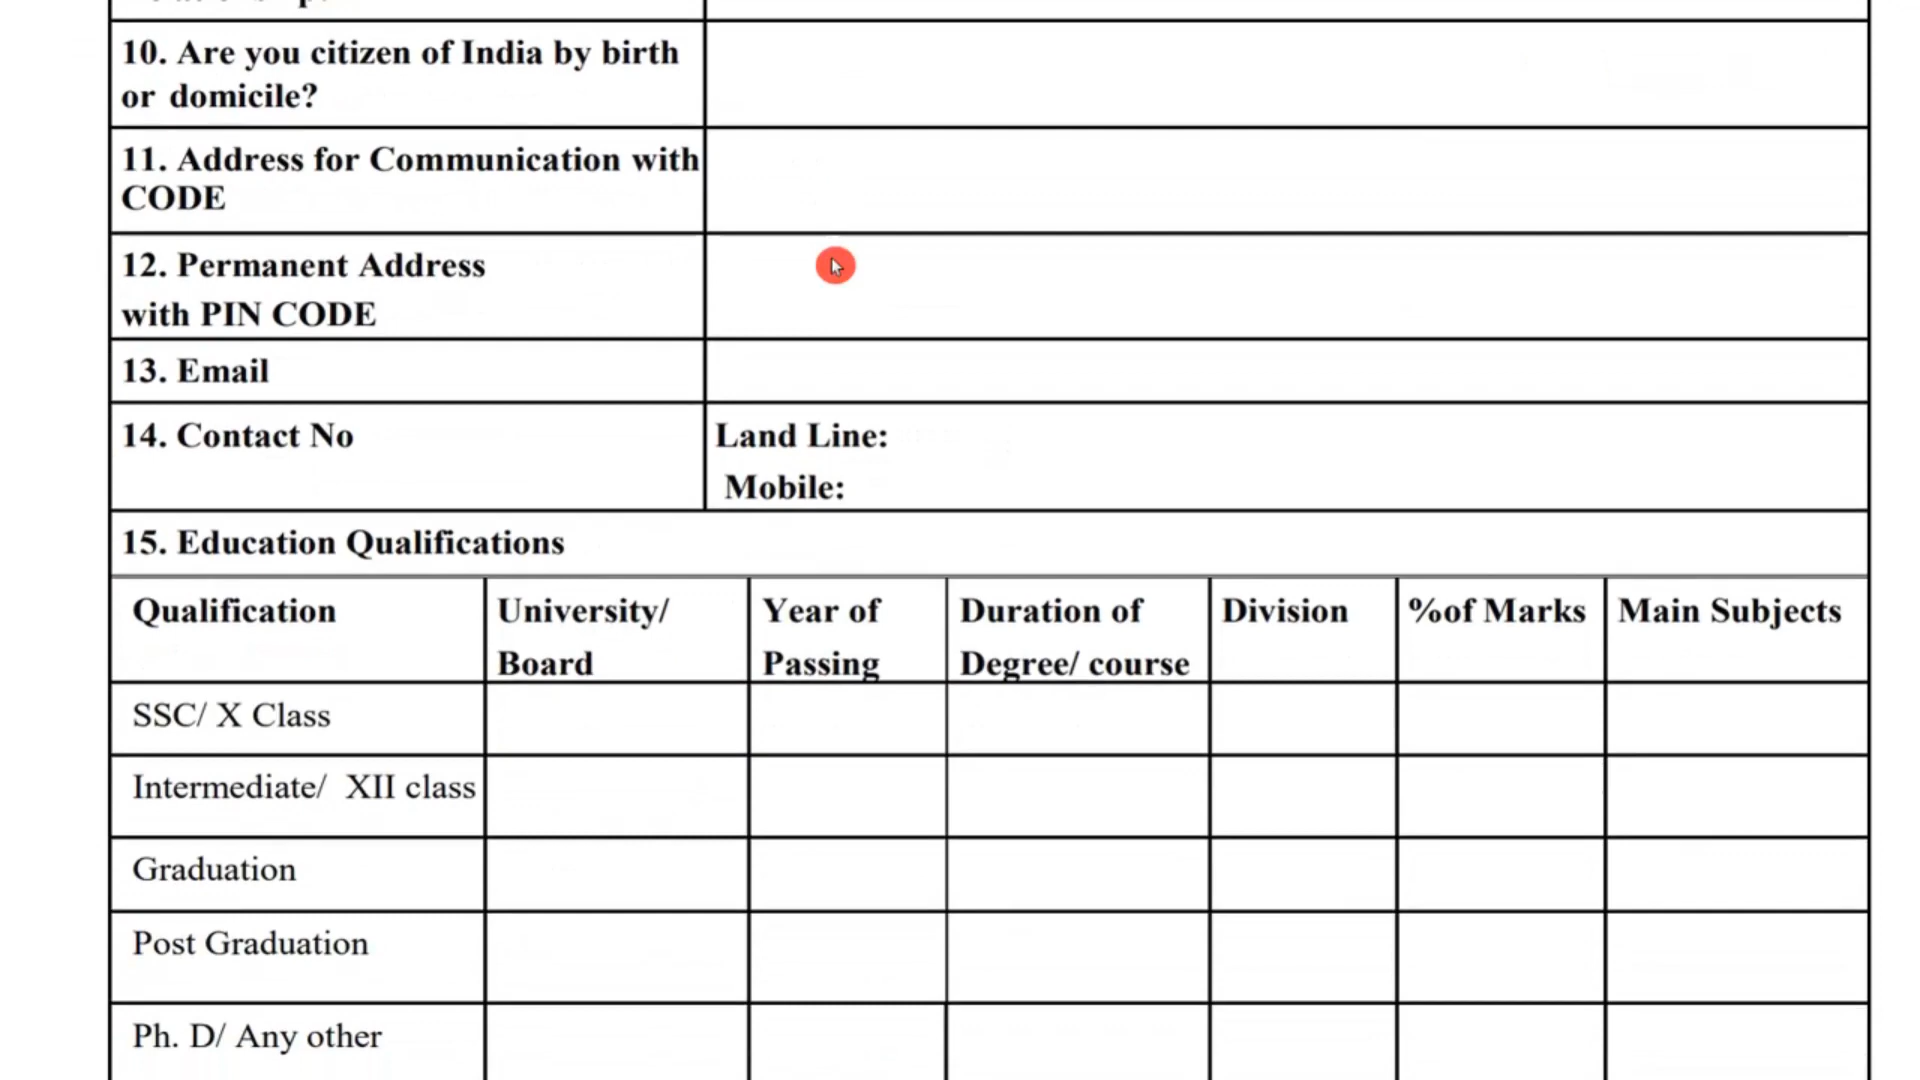 10. Are you citizen of India by birth
or domicile?
11. Address for Communication with
CODE
12. Permanent Address
with PIN CODE
13. Email
14. Contact No
Land Line:
Mobile:
15. Education Qualifications
Qualification
University/
Board
Year of
Passing
Duration of
Degree/ course
Division
%of Marks
Main Subjects
SSC/ X Class
Intermediate/ XII class
Graduation
Post Graduation
Ph. D/ Any other